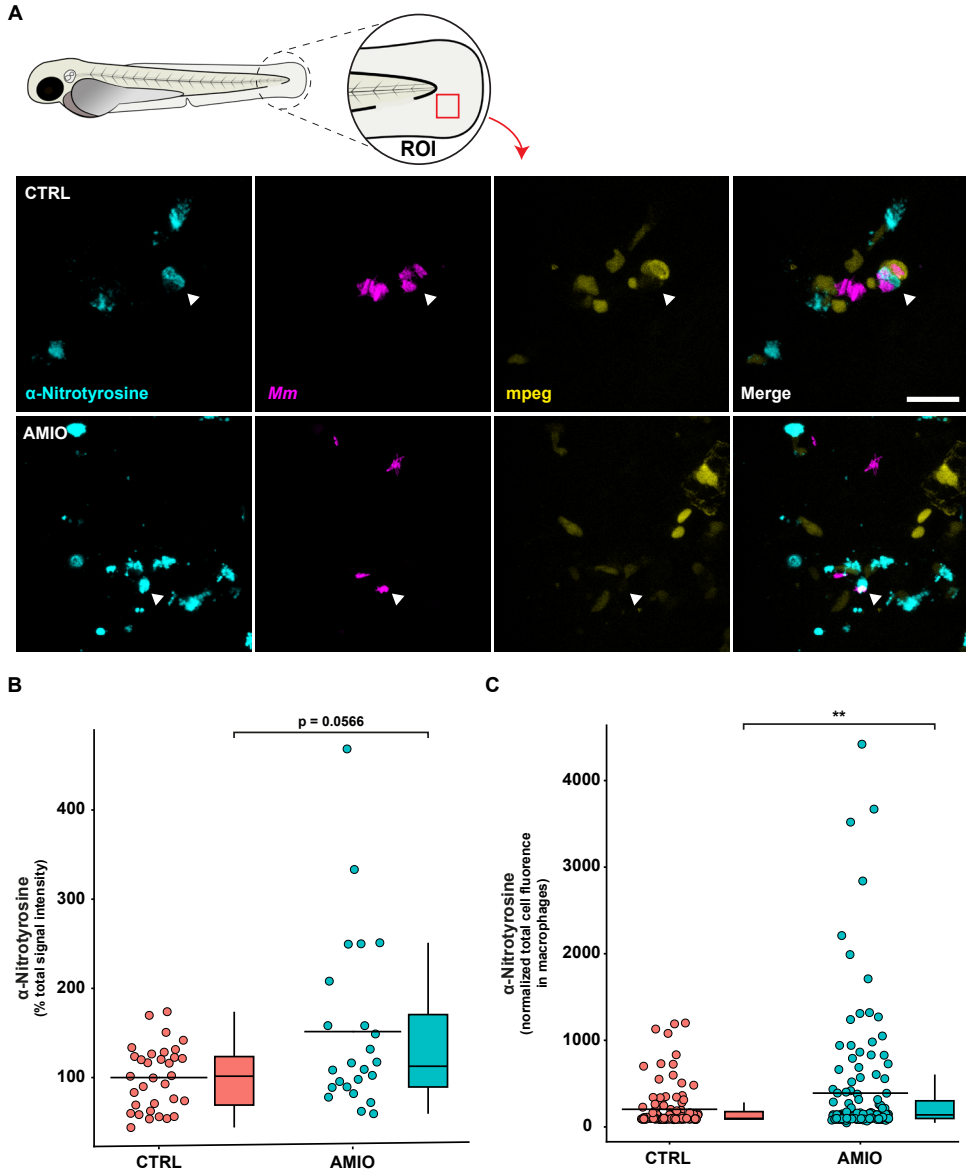 A
ROI
CTRL
α-Nitrotyrosine
Mm
mpeg
Merge
AMIO
B
C
p = 0.0566
**
α-Nitrotyrosine
(% total signal intensity)
400
300
200
100
0
CTRL
AMIO
α-Nitrotyrosine
(normalized total cell fluorence
in macrophages)
4000
3000
2000
1000
0
CTRL
AMIO